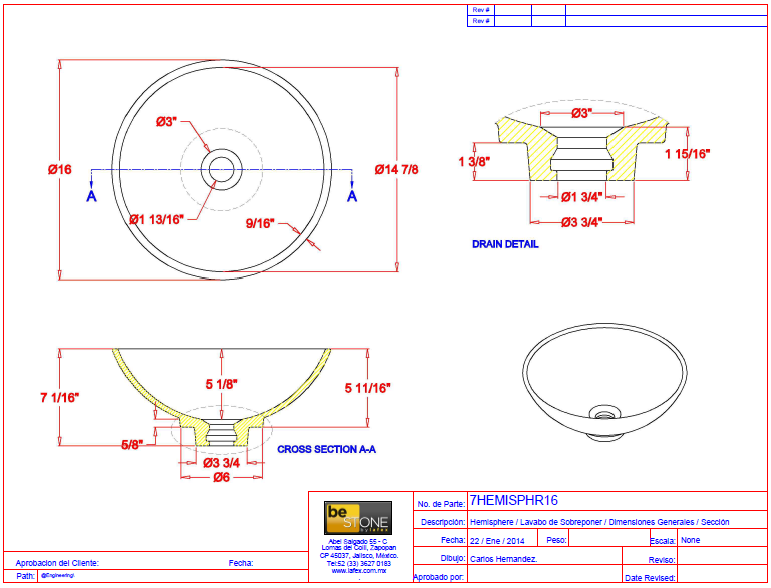 Rev #
Rev #
Ø3"
Ø16
Ø14 7/8
A
A
Ø1 13/16"
9/16"
Ø3"
1 3/8"
1 15/16"
Ø1 3/4"
Ø3 3/4"
DRAIN DETAIL
7 1/16"
5 1/8"
5 11/16"
5/8"
CROSS SECTION A-A
Ø3 3/4
Ø6
be
STONE
by lafex
Abel Salgado 55 - C
Lomas del Colli, Zapopan
CP 45037, Jalisco, México.
Tel:52 (33) 3627 0183
www.lafex.com.mx
No. de Parte: 7HEMISPHR16
Descripción: Hemisphere / Lavabo de Sobreponer / Dimensiones Generales / Sección
Fecha: 22 / Ene / 2014 Peso: Escala: None
Dibujo: Carlos Hernandez. Reviso:
Aprobado por: Date Revised:
Aprobacion del Cliente: Fecha:
Path: @Engineering\